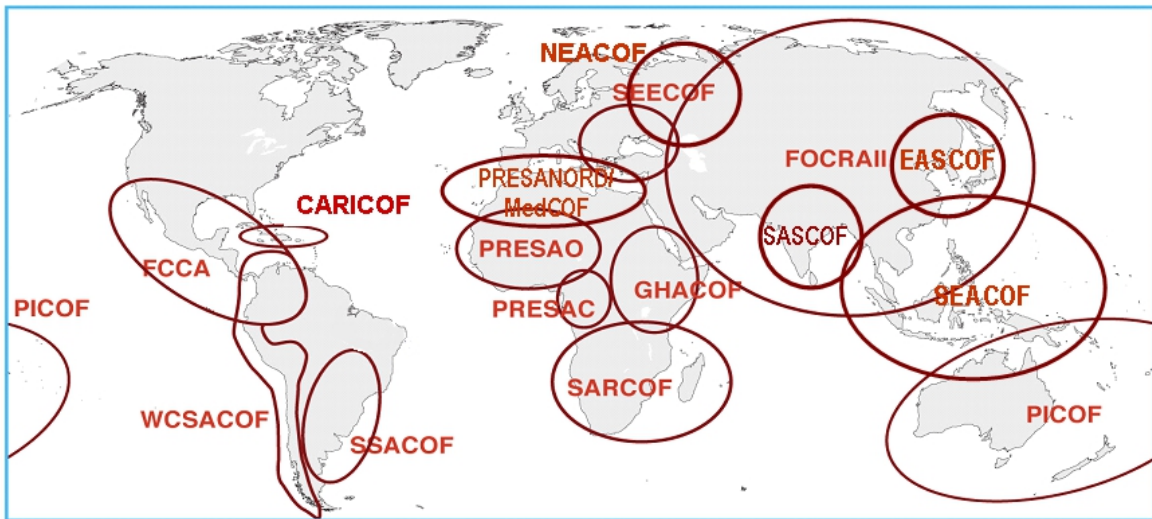 NEACOF
SEECOF
FOCRAII
EASCOF
PRESANORD/
MedCOF
CARICOF
SASCOF
PRESAO
FCCA
GHACOF
SEACOF
PICOF
PRESAC
SARCOF
PICOF
WCSACOF
SSACOF